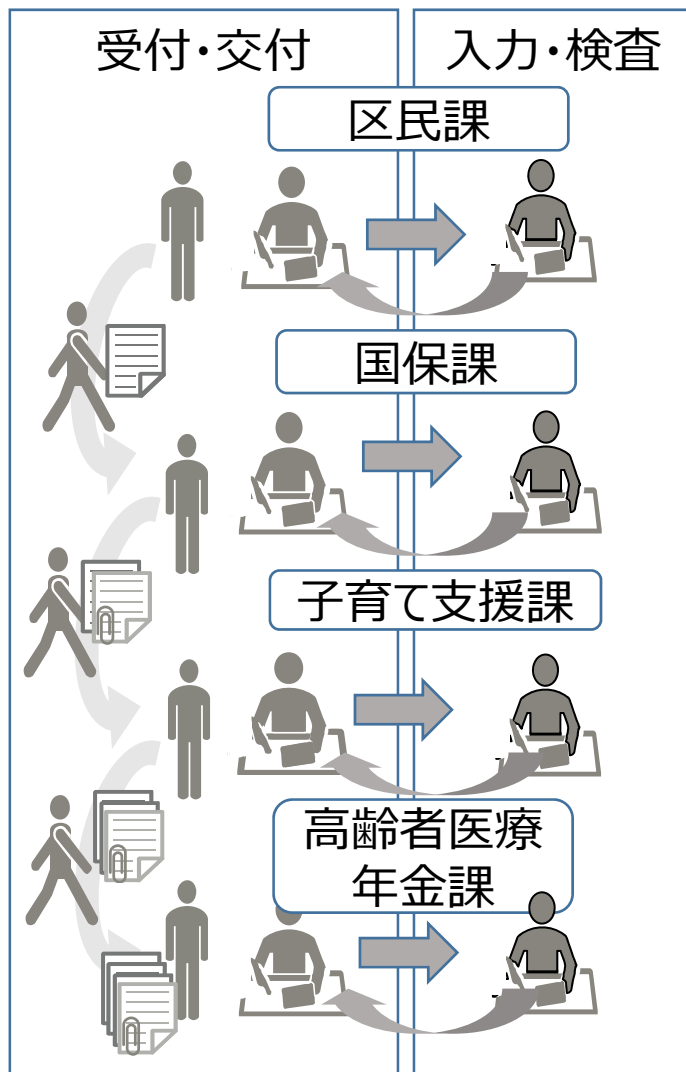 受付・交付
入力・検査
区民課
国保課
子育て支援課
高齢者医療
年金課